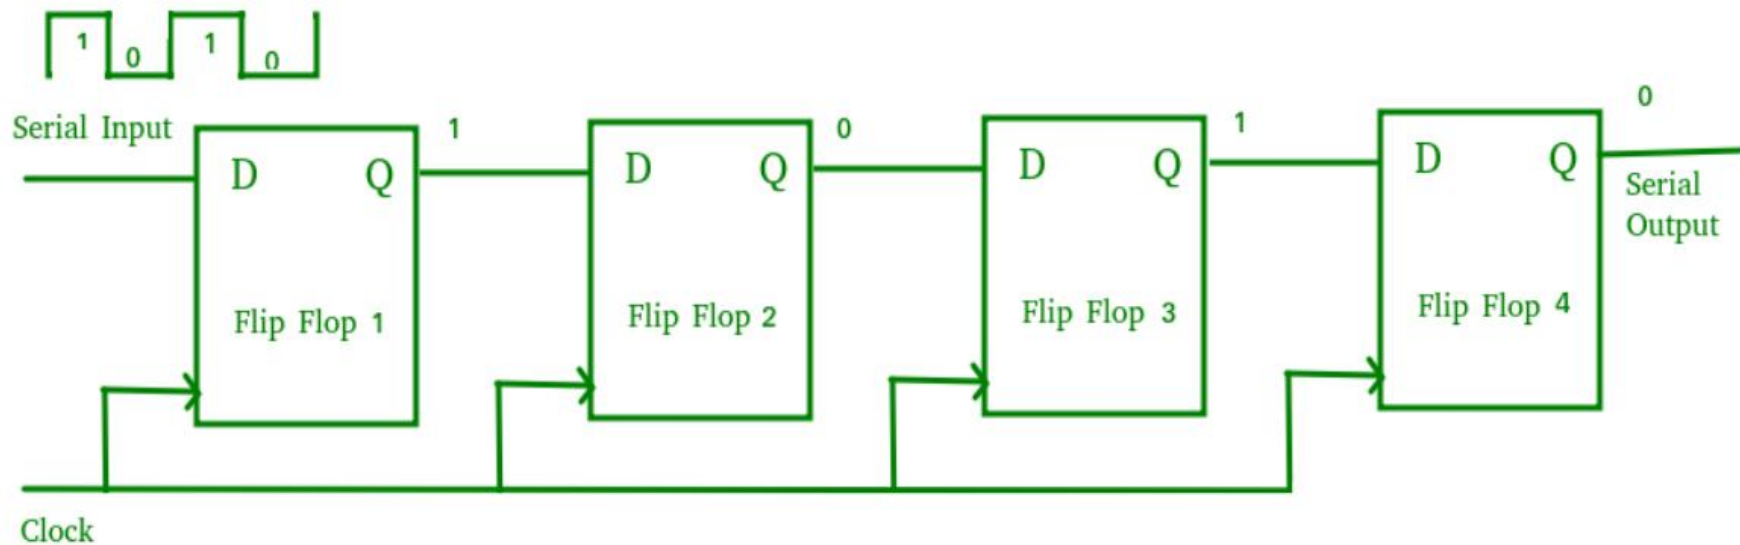 1 0 1 0
Serial Input
D Q 1
Flip Flop 1
D Q 0
Flip Flop 2
D Q 1
Flip Flop 3
D Q 0
Flip Flop 4
Serial
Output
Clock